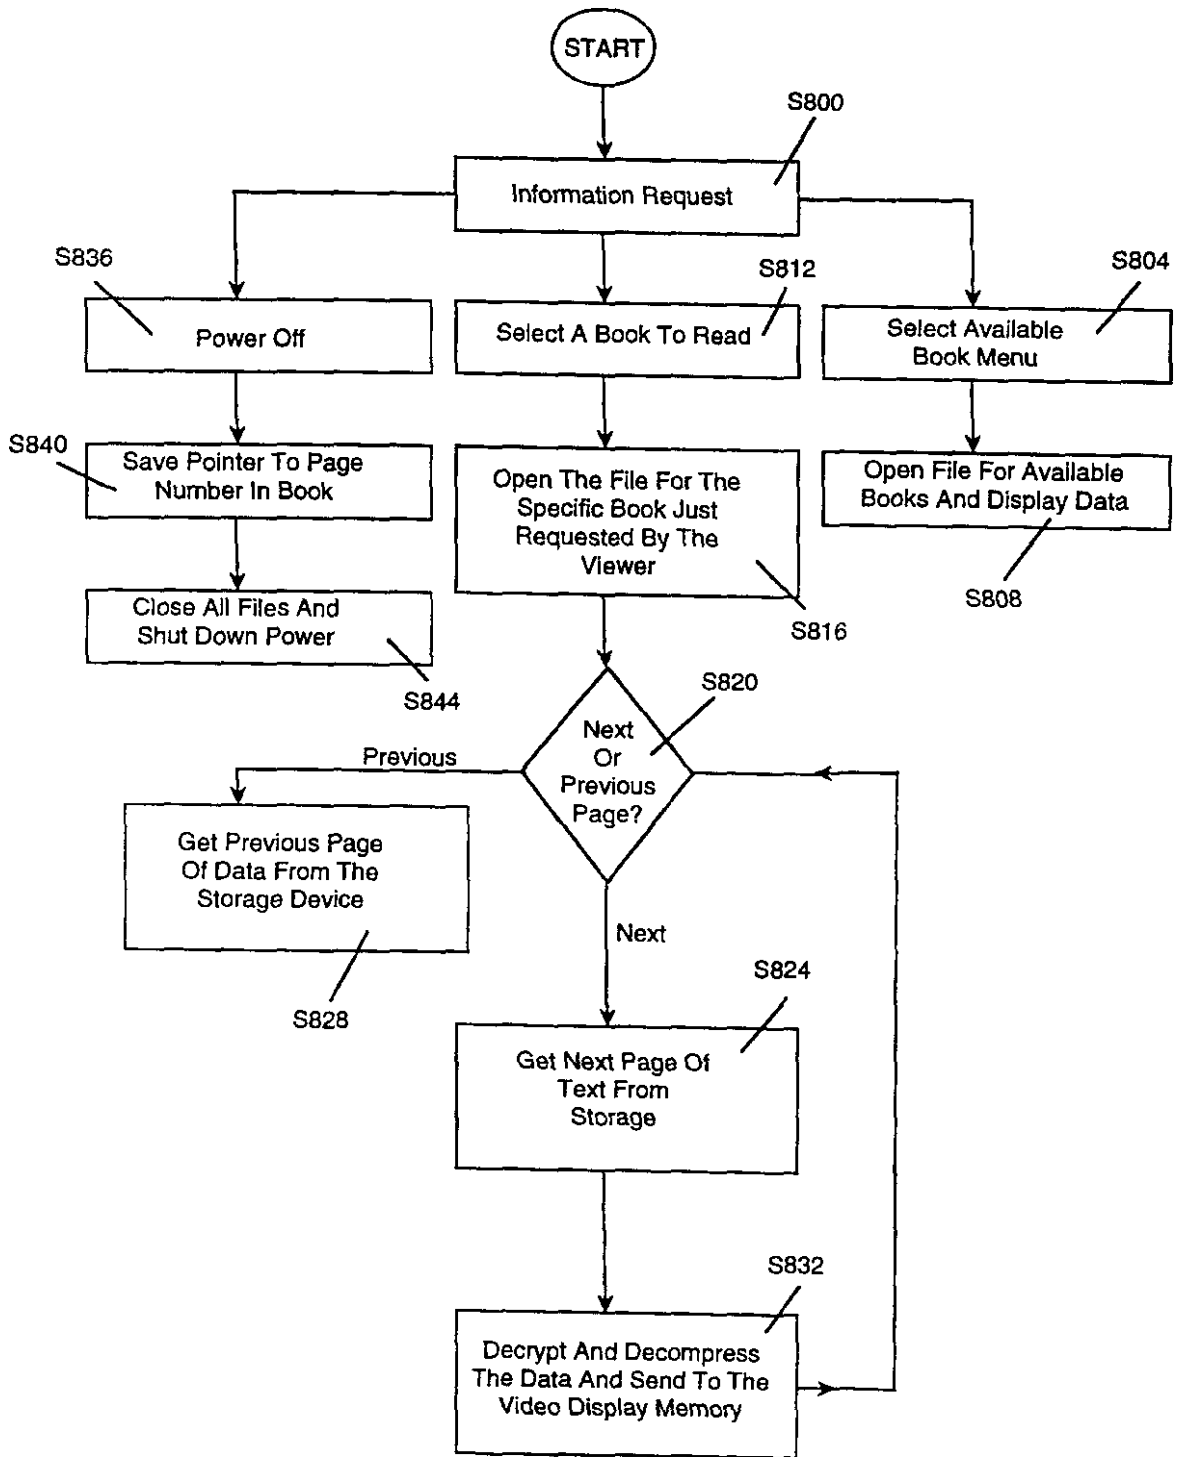 START
S800
Information Request
S836
S812
S804
Power Off
Select A Book To Read
Select Available
Book Menu
S840
Save Pointer To Page
Number In Book
Open The File For The
Specific Book Just
Requested By The
Viewer
Open File For Available
Books And Display Data
S808
Close All Files And
Shut Down Power
S816
S844
S820
Next
Or
Previous
Page?
Previous
Get Previous Page
Of Data From The
Storage Device
Next
S828
S824
Get Next Page Of
Text From
Storage
S832
Decrypt And Decompress
The Data And Send To The
Video Display Memory